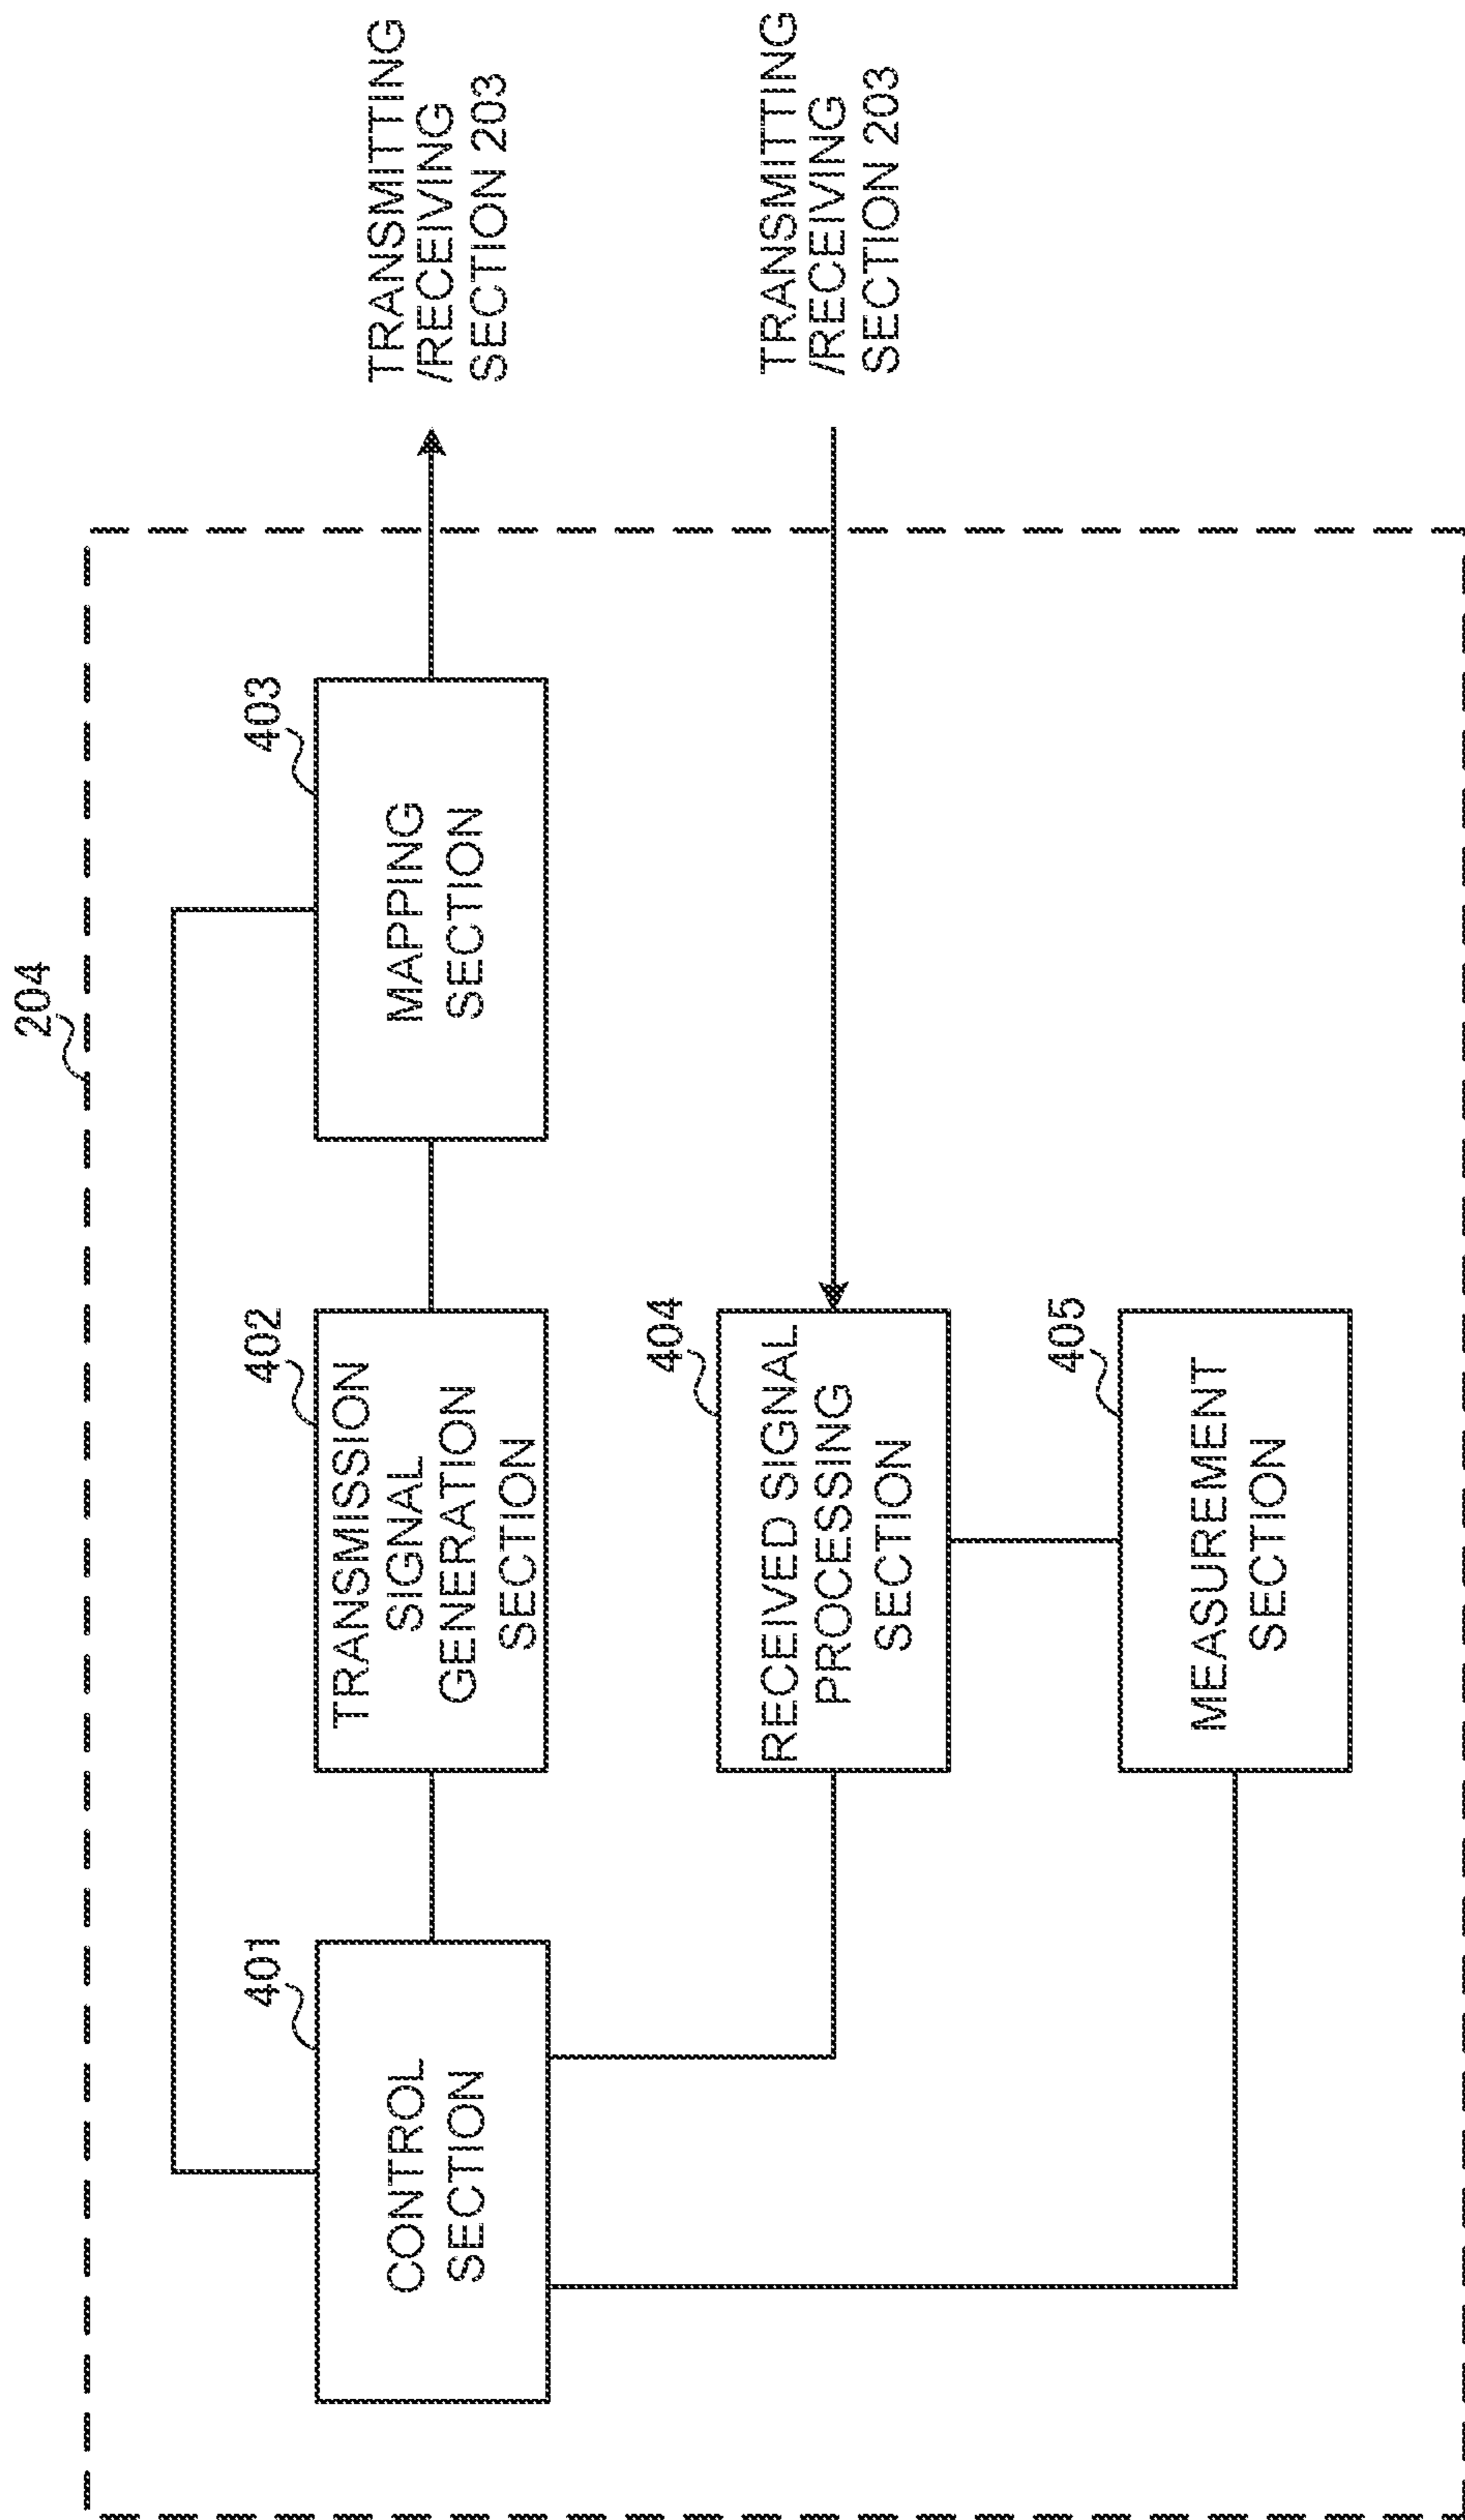 204
401
CONTROL
SECTION
402
TRANSMISSION
SIGNAL
GENERATION
SECTION
403
MAPPING
SECTION
TRANSMITTING
/RECEIVING
SECTION 203
404
RECEIVED SIGNAL
PROCESSING
SECTION
TRANSMITTING
/RECEIVING
SECTION 203
405
MEASUREMENT
SECTION